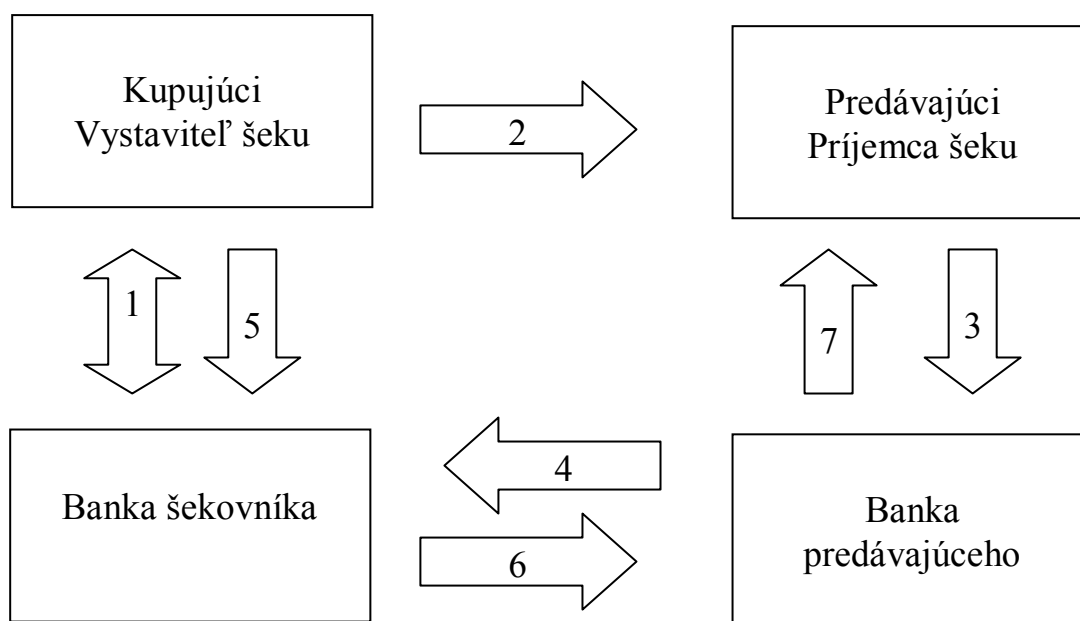 Kupujúci
Vystaviteľ šeku
2
Predávajúci
Príjemca šeku
1
5
7
3
Banka šekovníka
4
6
Banka
predávajúceho